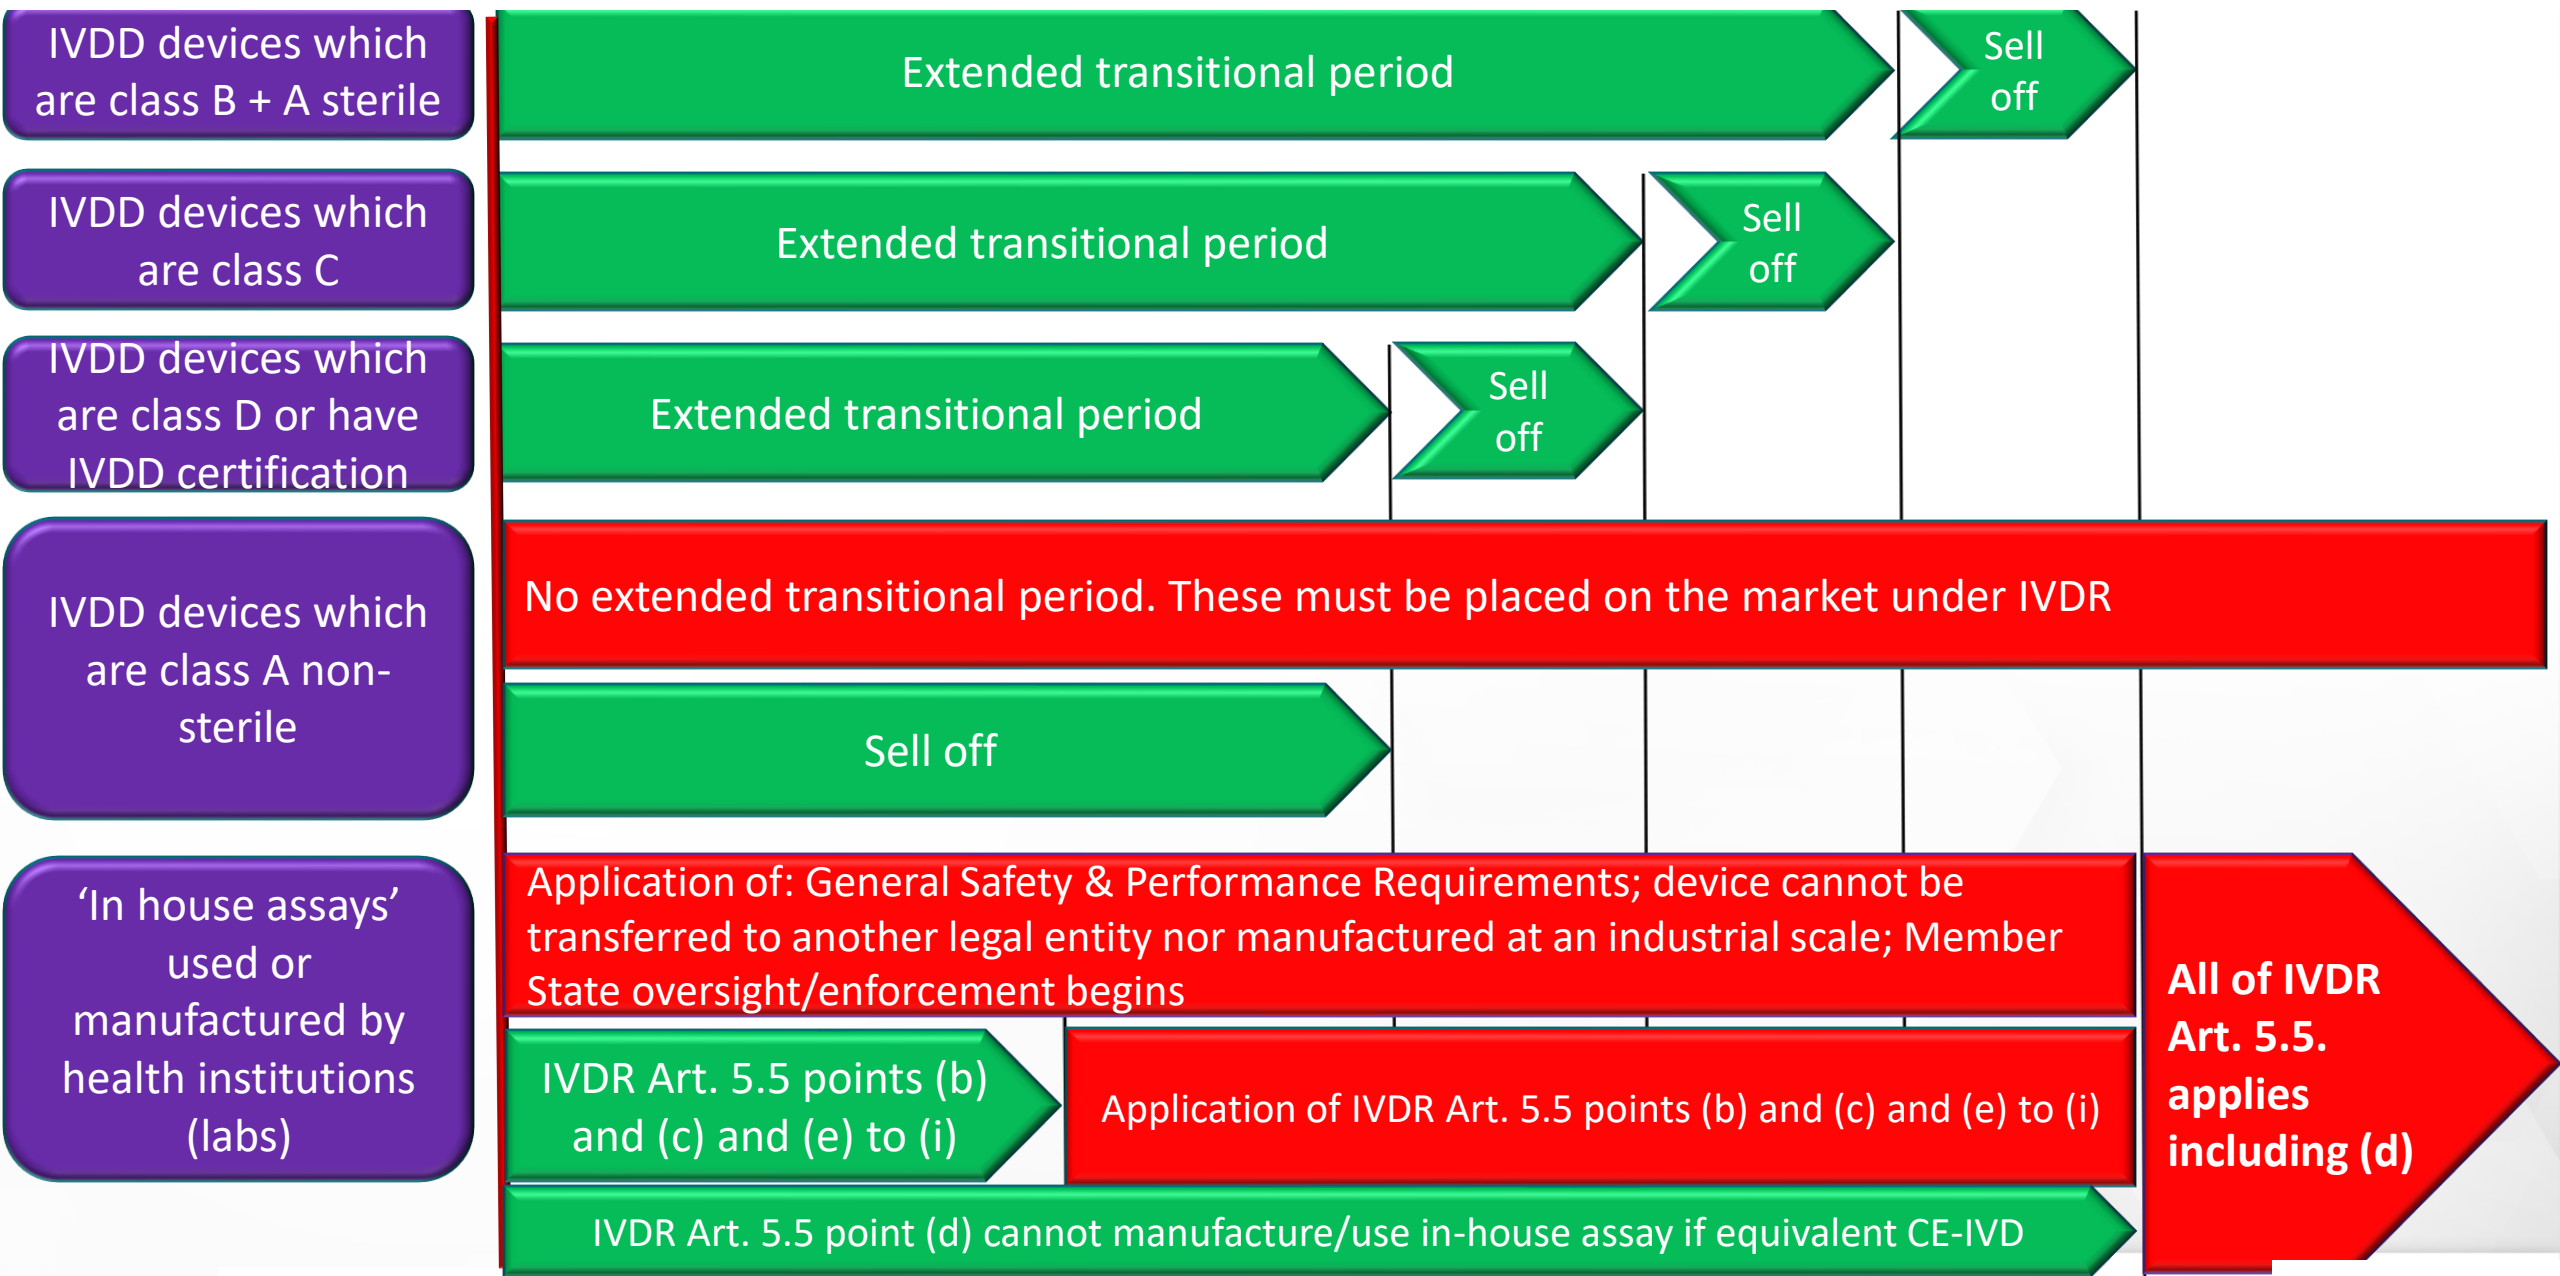 IVDD devices which
are class B + A sterile
Extended transitional period
Sell
off
IVDD devices which
are class C
Extended transitional period
Sell
off
IVDD devices which
are class D or have
IVDD certification
Extended transitional period
Sell
off
IVDD devices which
are class A non-
sterile
No extended transitional period. These must be placed on the market under IVDR
Sell off
‘In house assays’
used or
manufactured by
health institutions
(labs)
Application of: General Safety & Performance Requirements; device cannot be
transferred to another legal entity nor manufactured at an industrial scale; Member
State oversight/enforcement begins
IVDR Art. 5.5 points (b)
and (c) and (e) to (i)
Application of IVDR Art. 5.5 points (b) and (c) and (e) to (i)
IVDR Art. 5.5 point (d) cannot manufacture/use in-house assay if equivalent CE-IVD
All of IVDR
Art. 5.5.
applies
including (d)